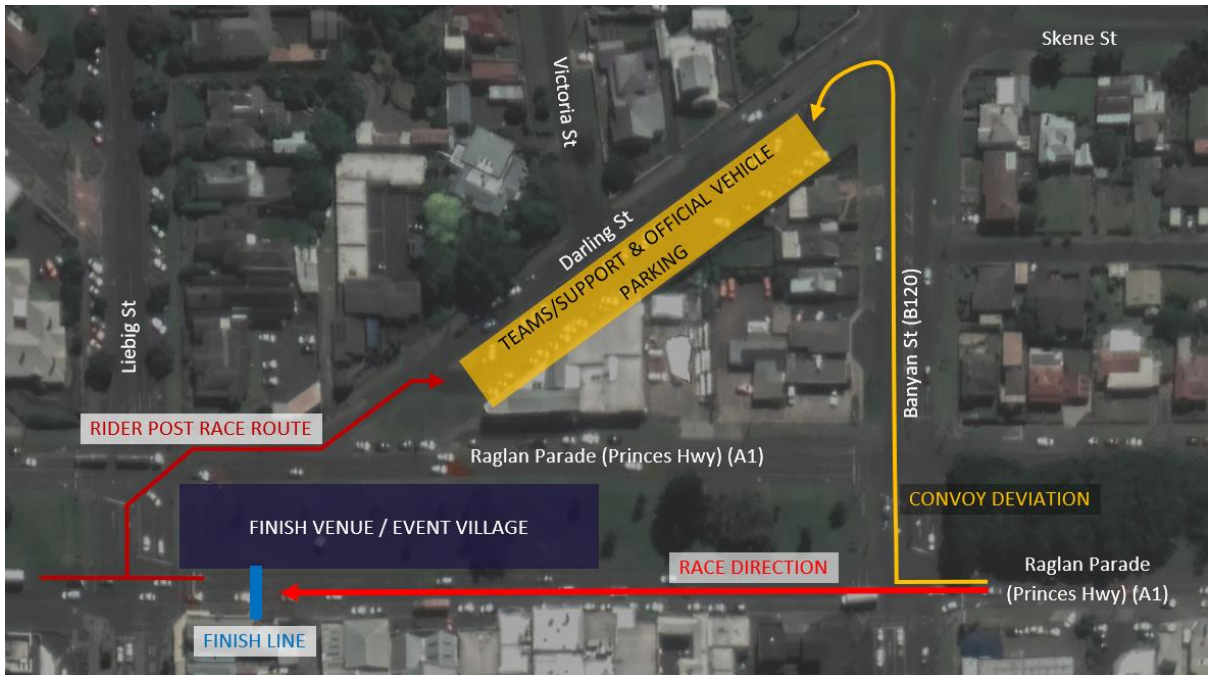 Skene St
Victoria St
Darling St
TEAMS/SUPPORT & OFFICIAL VEHICLE
PARKING
Liebig St
Banyan St (B120)
RIDER POST RACE ROUTE
Raglan Parade (Princes Hwy) (A1)
CONVOY DEVIATION
FINISH VENUE / EVENT VILLAGE
RACE DIRECTION
Raglan Parade
(Princes Hwy) (A1)
FINISH LINE